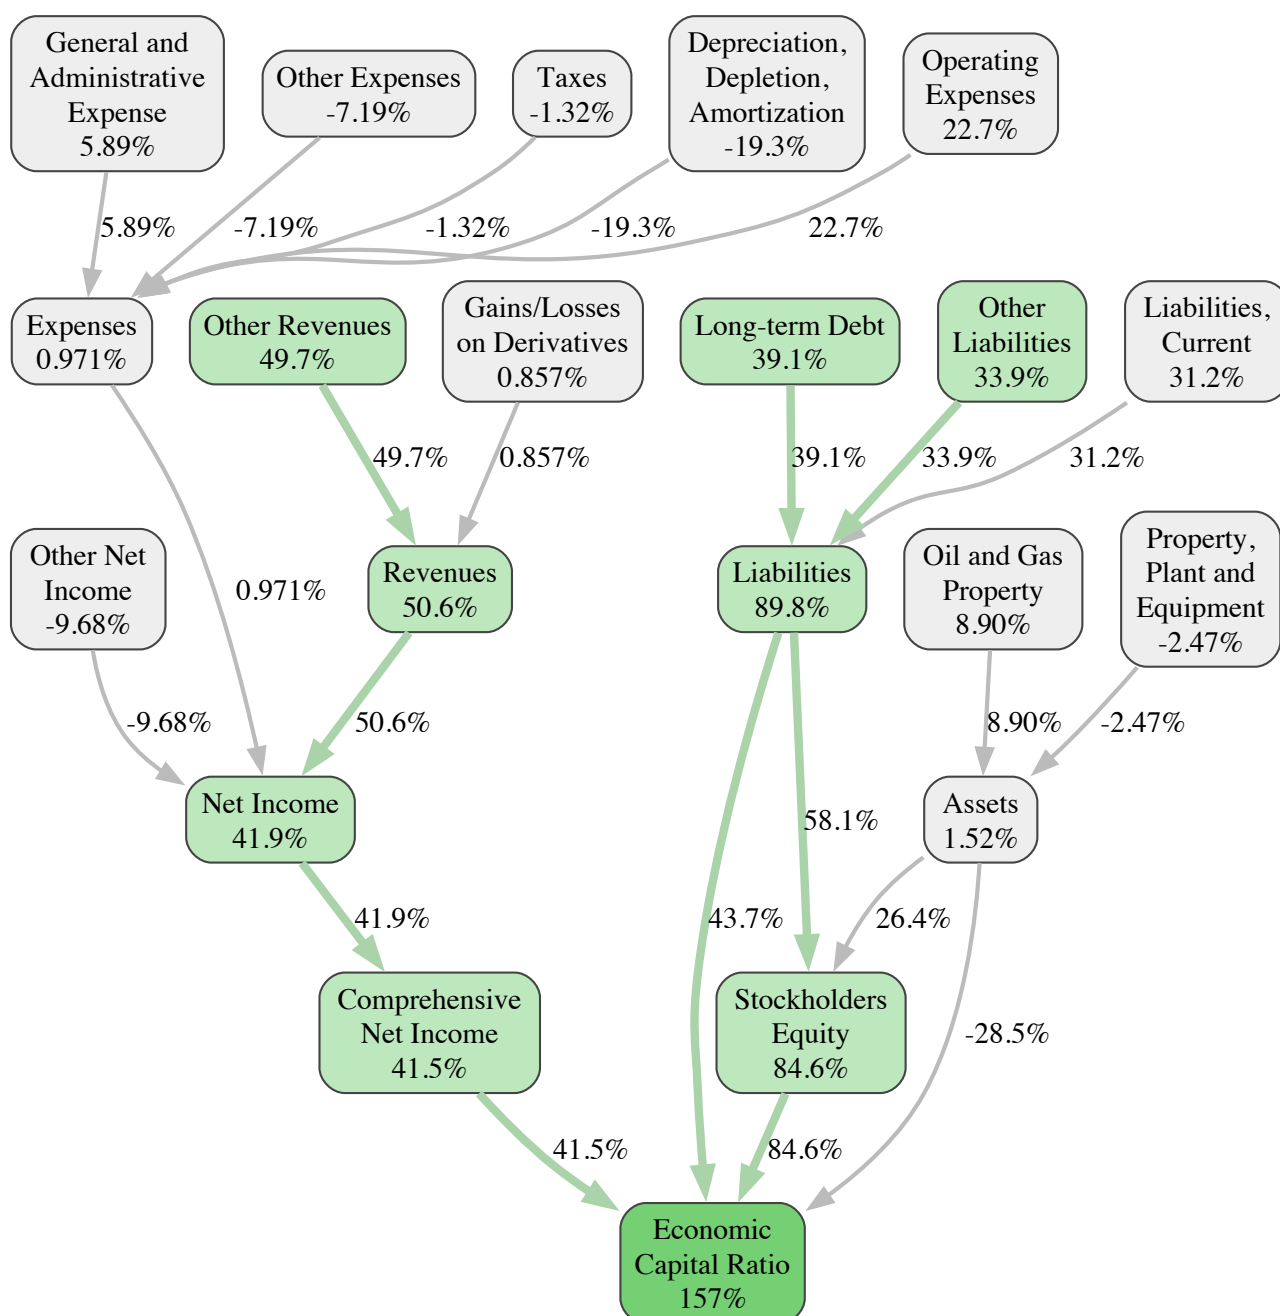 General and
Administrative
Expense
5.89%
Other Expenses
-7.19%
Taxes
-1.32%
Depreciation,
Depletion,
Amortization
-19.3%
Operating
Expenses
22.7%
5.89%
-7.19%
-1.32%
-19.3%
22.7%
Expenses
0.971%
Other Revenues
49.7%
Gains/Losses
on Derivatives
0.857%
Long-term Debt
39.1%
Other
Liabilities
33.9%
Liabilities,
Current
31.2%
49.7%
0.857%
39.1%
33.9%
31.2%
Other Net
Income
-9.68%
0.971%
Revenues
50.6%
Liabilities
89.8%
Oil and Gas
Property
8.90%
Property,
Plant and
Equipment
-2.47%
-9.68%
50.6%
8.90%
-2.47%
Net Income
41.9%
58.1%
Assets
1.52%
41.9%
43.7%
26.4%
Comprehensive
Net Income
41.5%
Stockholders
Equity
84.6%
-28.5%
41.5%
84.6%
Economic
Capital Ratio
157%